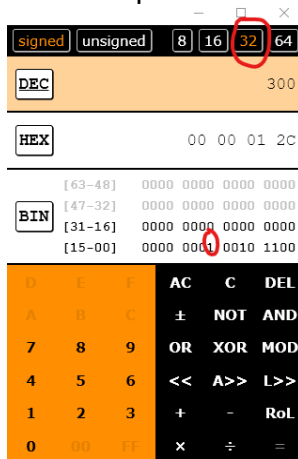 signed unsigned 8 16 32 64
DEC 300
HEX 00 00 01 2C
[63-48] 0000 0000 0000 0000
[47-32] 0000 0000 0000 0000
BIN
[31-16] 0000 0000 0000 0000
[15-00] 0000 0001 0010 1100
D E F AC C DEL
A B C ± NOT AND
7 8 9 OR XOR MOD
4 5 6 << A>> L>>
1 2 3 + - RoL
0 00 FF × ÷ =